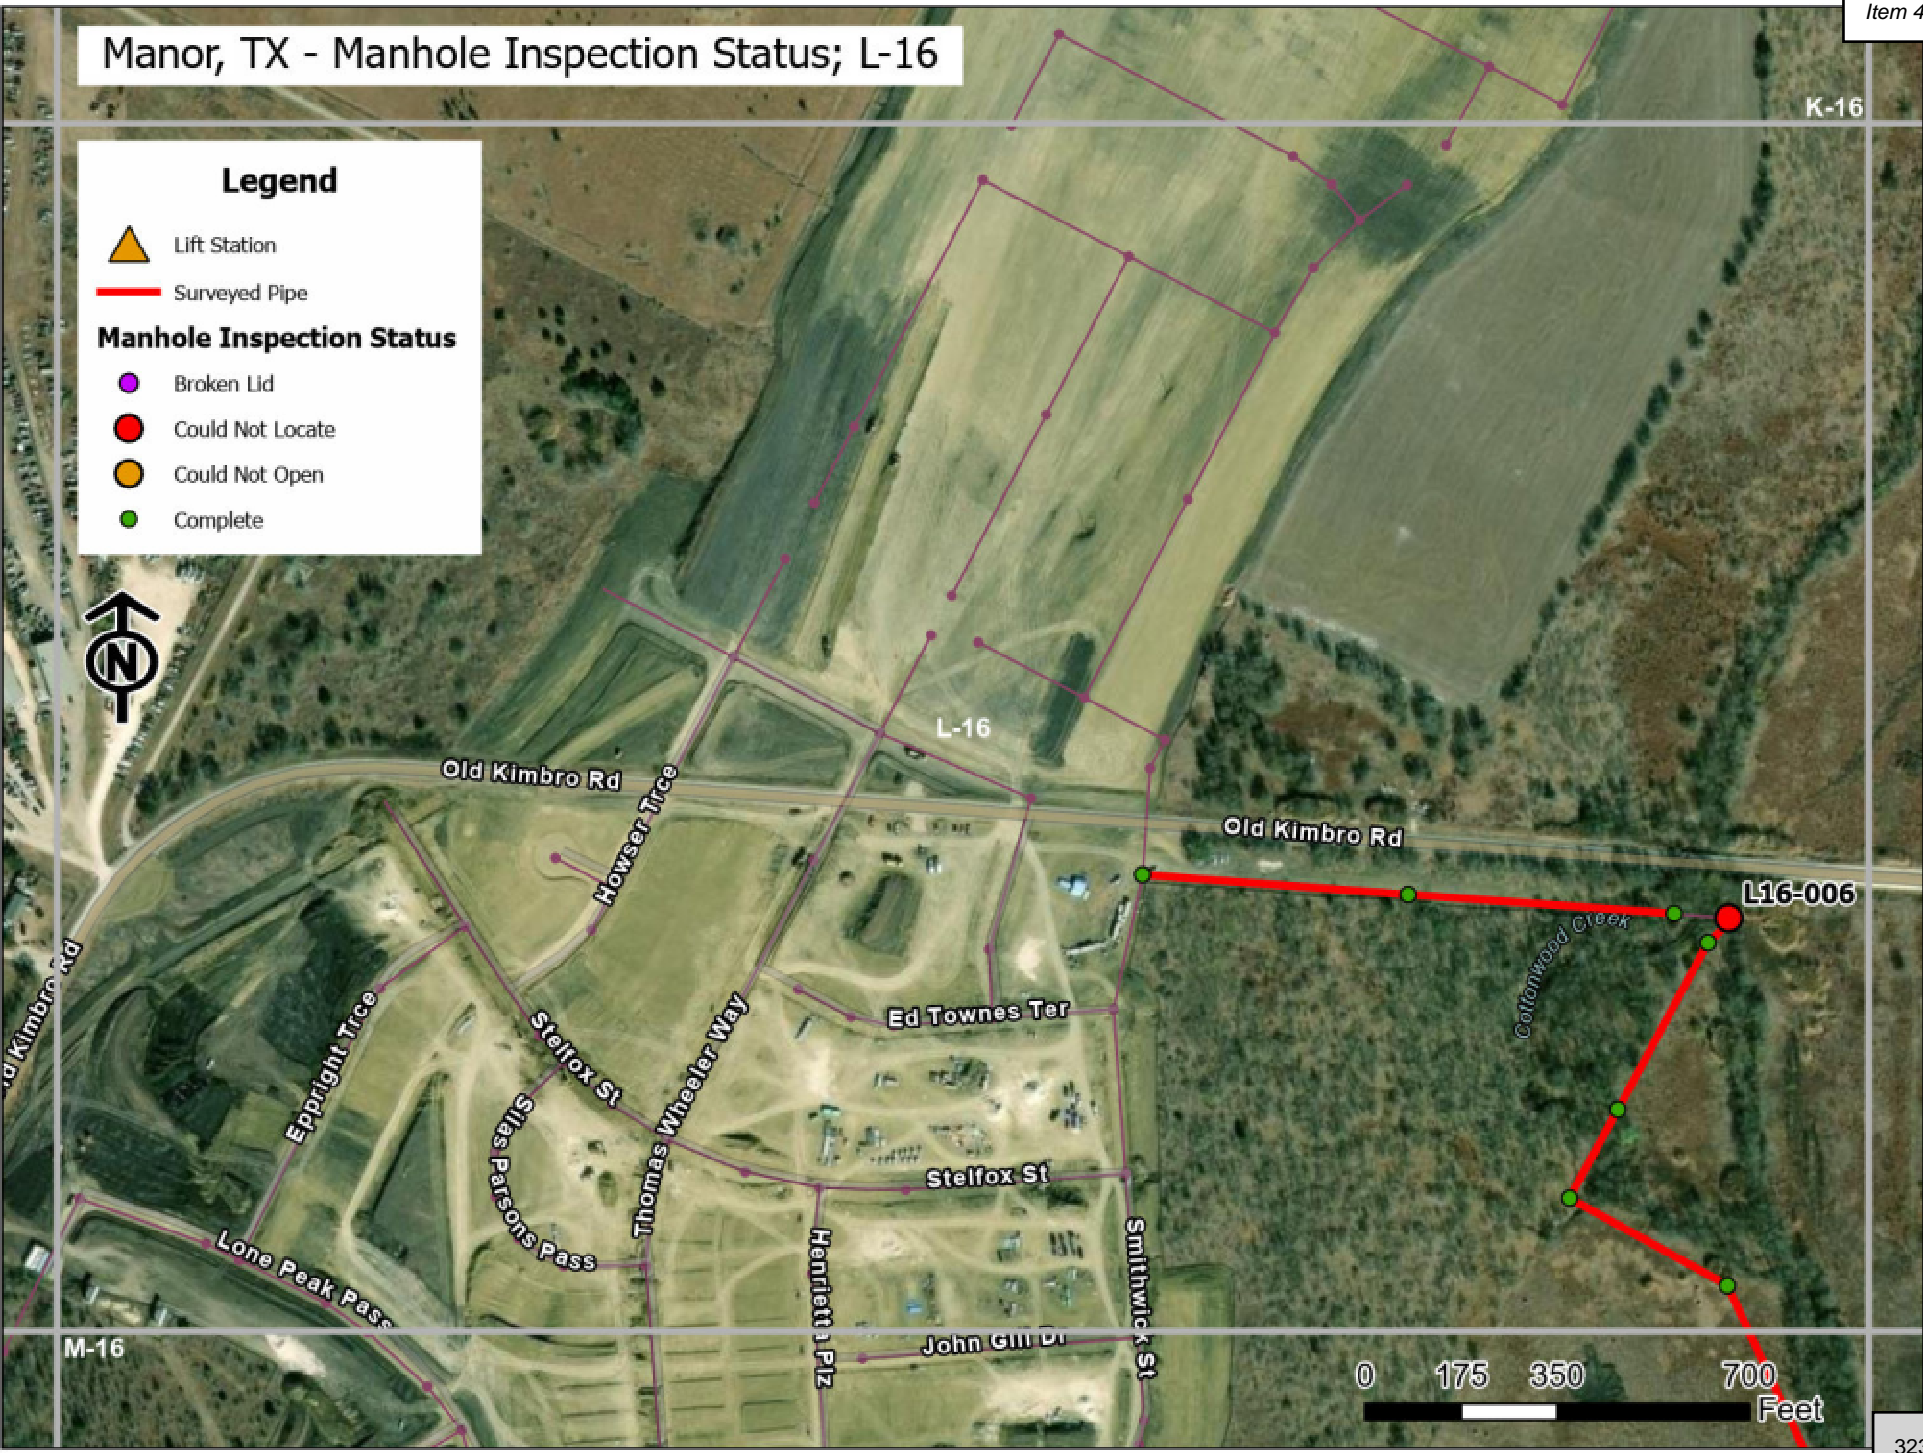 Item 4
Manor, TX - Manhole Inspection Status; L-16
K-16
Legend
Lift Station
Surveyed Pipe
Manhole Inspection Status
Broken Lid
Could Not Locate
Could Not Open
Complete
N
L-16
Old Kimbro Rd
Howser Trce
Old Kimbro Rd
L16-006
Cottonwood Creek
Kimbro Rd
Ed Townes Ter
Stelfox St
Thomas Wheeler Way
Eppright Trce
Silas Parsons Pass
Stelfox St
Lone Peak Pass
Henrietta Plz
Smithwick St
John Gill Dr
M-16
0 175 350 700
Feet
323